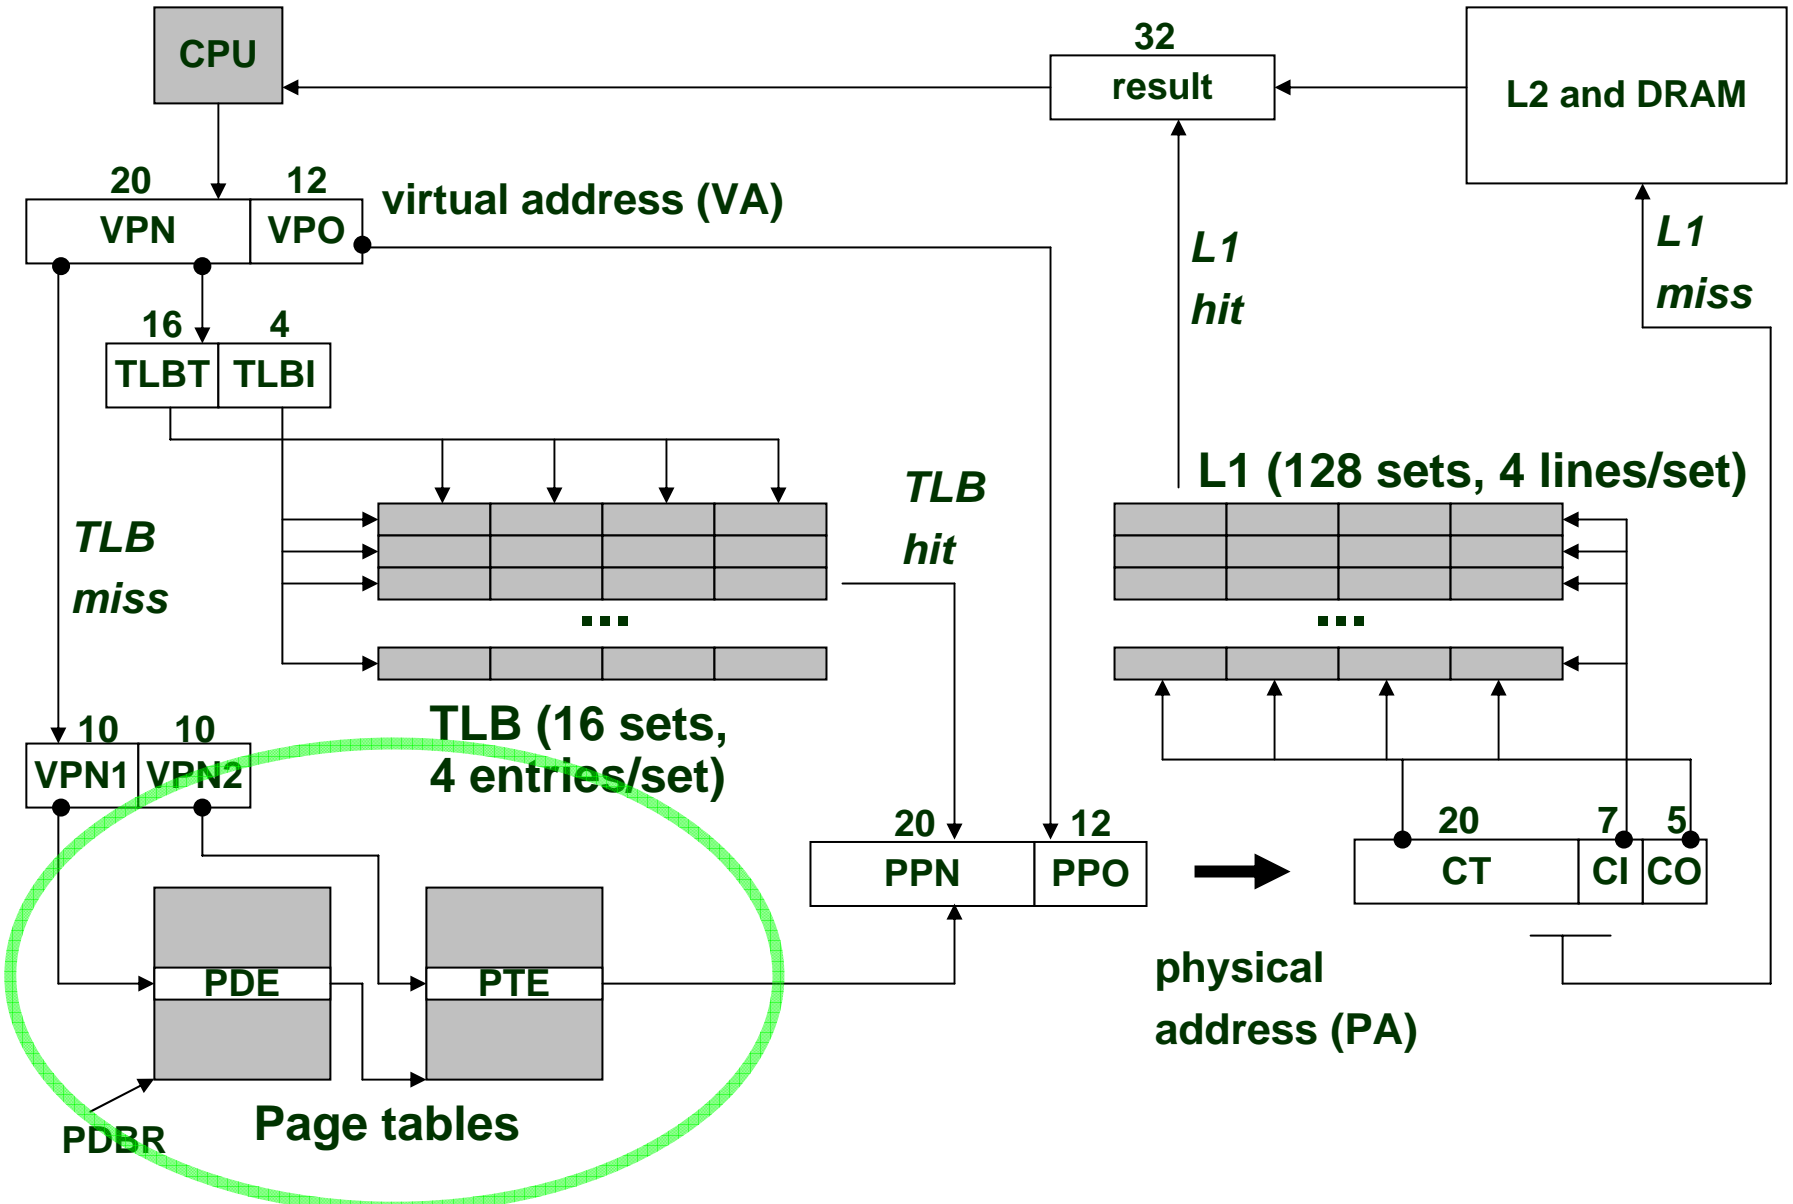 CPU
32
result
L2 and DRAM
20 12
VPN VPO
virtual address (VA)
L1
hit
L1
miss
16 4
TLBT TLBI
TLB
miss
TLB
hit
L1 (128 sets, 4 lines/set)
...
...
TLB (16 sets,
4 entries/set)
10 10
VPN1 VPN2
20 12
PPN PPO
20 7 5
CT CI CO
PDE
PTE
physical
address (PA)
PDBR
Page tables